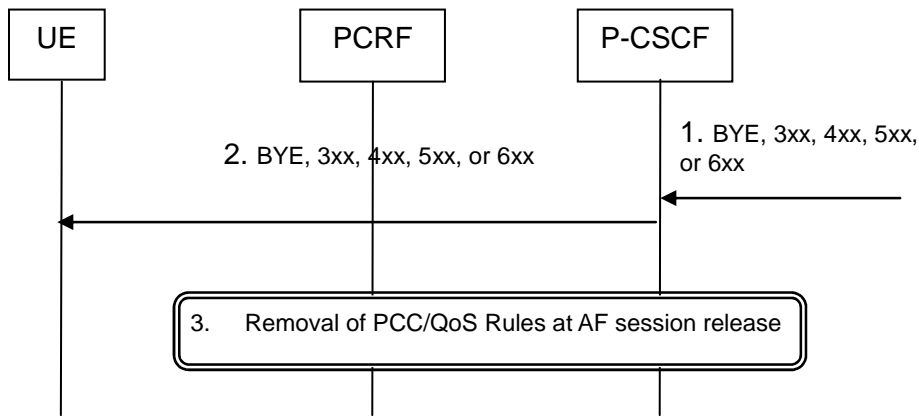 UE
PCRF
P-CSCF
1. BYE, 3xx, 4xx, 5xx,
or 6xx
2. BYE, 3xx, 4xx, 5xx, or 6xx
3. Removal of PCC/QoS Rules at AF session release